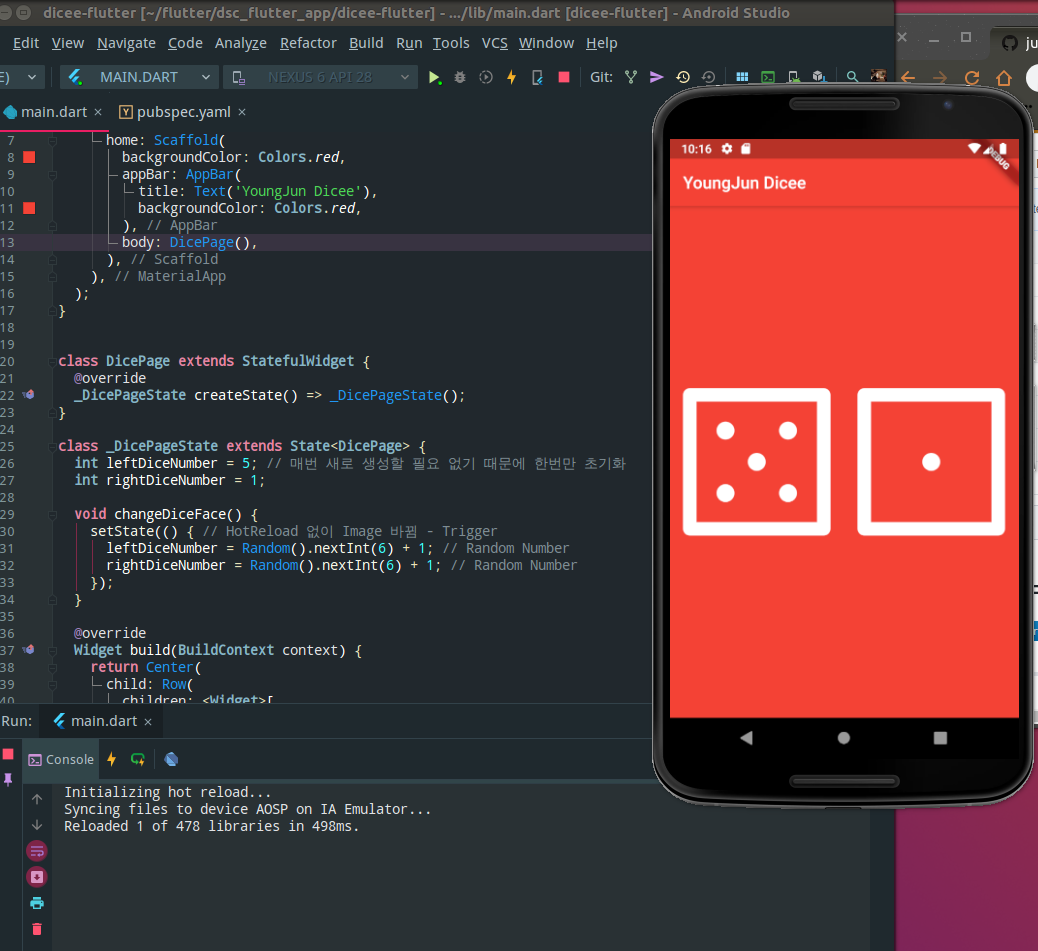 dicee-flutter [~/flutter/dsc_flutter_app/dicee-flutter] - .../lib/main.dart [dicee-flutter] - Android Studio
Edit View Navigate Code Analyze Refactor Build Run Tools VCS Window Help
E) MAIN.DART NEXUS 6 API 28 Git:
main.dart × pubspec.yaml ×
7 home: Scaffold(
8 backgroundColor: Colors.red,
9 appBar: AppBar(
10 title: Text('YoungJun Dicee'),
11 backgroundColor: Colors.red,
12 ), // AppBar
13 body: DicePage(),
14 ), // Scaffold
15 ), // MaterialApp
16 );
17 }
18
19
20 class DicePage extends StatefulWidget {
21 @override
22 _DicePageState createState() => _DicePageState();
23 }
24
25 class _DicePageState extends State<DicePage> {
26 int leftDiceNumber = 5; // 매번 새로 생성할 필요 없기 때문에 한번만 초기화
27 int rightDiceNumber = 1;
28
29 void changeDiceFace() {
30 setState(() { // HotReload 없이 Image 바뀜 - Trigger
31 leftDiceNumber = Random().nextInt(6) + 1; // Random Number
32 rightDiceNumber = Random().nextInt(6) + 1; // Random Number
33 });
34 }
35
36 @override
37 Widget build(BuildContext context) {
38 return Center(
39 child: Row(
40 children: <Widget>[
Run: main.dart ×
Console
Initializing hot reload...
Syncing files to device AOSP on IA Emulator...
Reloaded 1 of 478 libraries in 498ms.
10:16
DEBUG
YoungJun Dicee
ju